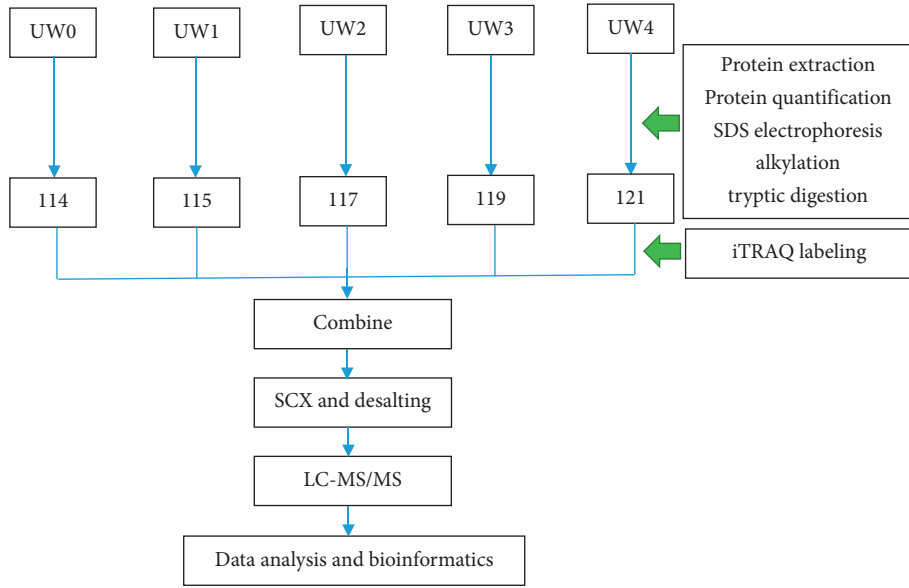 UW0
UW1
UW2
UW3
UW4
Protein extraction
Protein quantification
SDS electrophoresis
alkylation
tryptic digestion
114
115
117
119
121
iTRAQ labeling
Combine
SCX and desalting
LC-MS/MS
Data analysis and bioinformatics